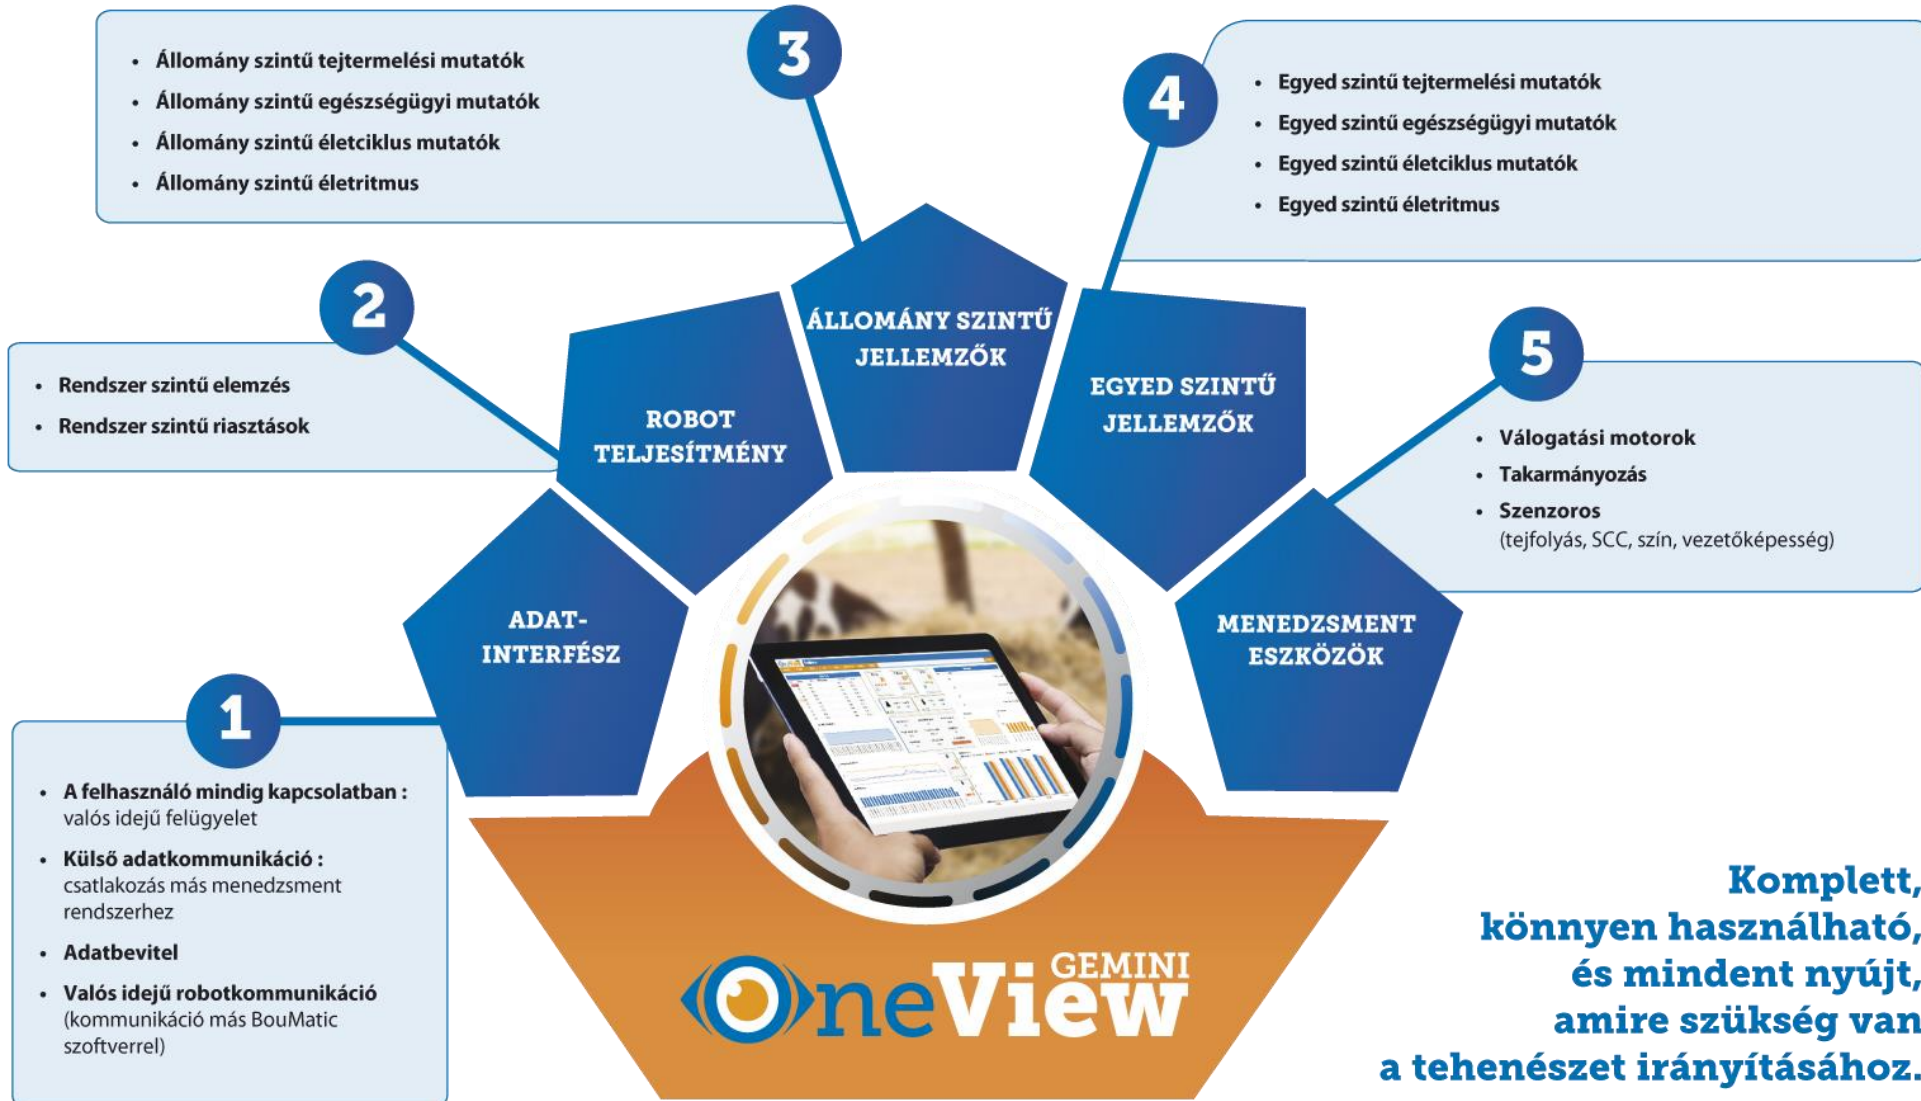 3
• Állomány szintű tejtermelési mutatók
• Állomány szintű egészségügyi mutatók
• Állomány szintű életciklus mutatók
• Állomány szintű életritmus
4
• Egyed szintű tejtermelési mutatók
• Egyed szintű egészségügyi mutatók
• Egyed szintű életciklus mutatók
• Egyed szintű életritmus
2
• Rendszer szintű elemzés
• Rendszer szintű riasztások
5
• Válogatási motorok
• Takarmányozás
• Szenzoros
(tejfolyás, SCC, szín, vezetőképesség)
ÁLLOMÁNY SZINTŰ
JELLEMZŐK
ROBOT
TELJESÍTMÉNY
EGYED SZINTŰ
JELLEMZŐK
ADAT-
INTERFÉSZ
MENEDZSMENT
ESZKÖZÖK
1
• A felhasználó mindig kapcsolatban :
valós idejű felügyelet
• Külső adatkommunikáció :
csatlakozás más menedzsment
rendszerhez
• Adatbevitel
• Valós idejű robotkommunikáció
(kommunikáció más BouMatic
szoftverrel)
GEMINI
OneView
Komplett,
könnyen használható,
és mindent nyújt,
amire szükség van
a tehenészet irányításához.